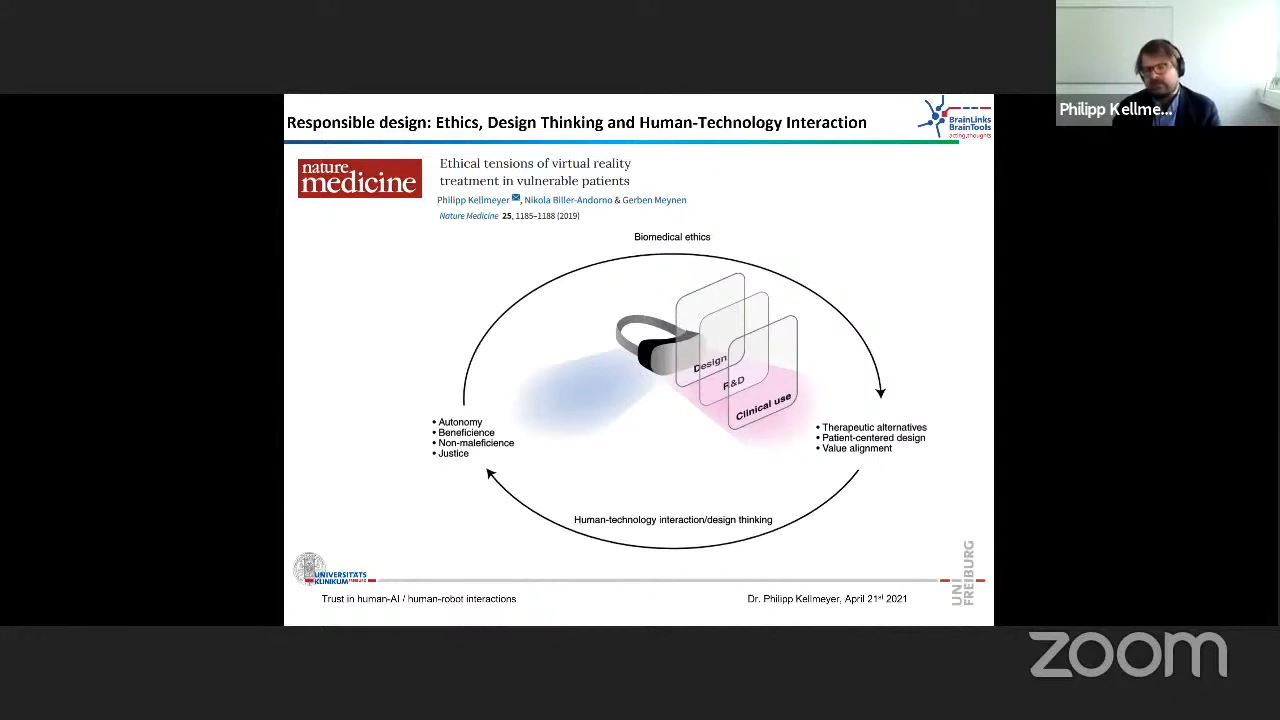 Philipp Kellme...
Responsible design: Ethics, Design Thinking and Human-Technology Interaction
BrainLinks
BrainTools
acting,thoughts
nature
medicine
Ethical tensions of virtual reality
treatment in vulnerable patients
Philipp Kellmeyer, Nikola Biller-Andorno & Gerben Meynen
Nature Medicine 25, 1185–1188 (2019)
Biomedical ethics
Design
R&D
Clinical use
• Autonomy
• Beneficience
• Non-maleficience
• Justice
• Therapeutic alternatives
• Patient-centered design
• Value alignment
Human-technology interaction/design thinking
UNIVERSITÄTS
KLINIKUM FREIBURG
UNI
FREIBURG
Trust in human-AI / human-robot interactions
Dr. Philipp Kellmeyer, April 21st 2021
zoom